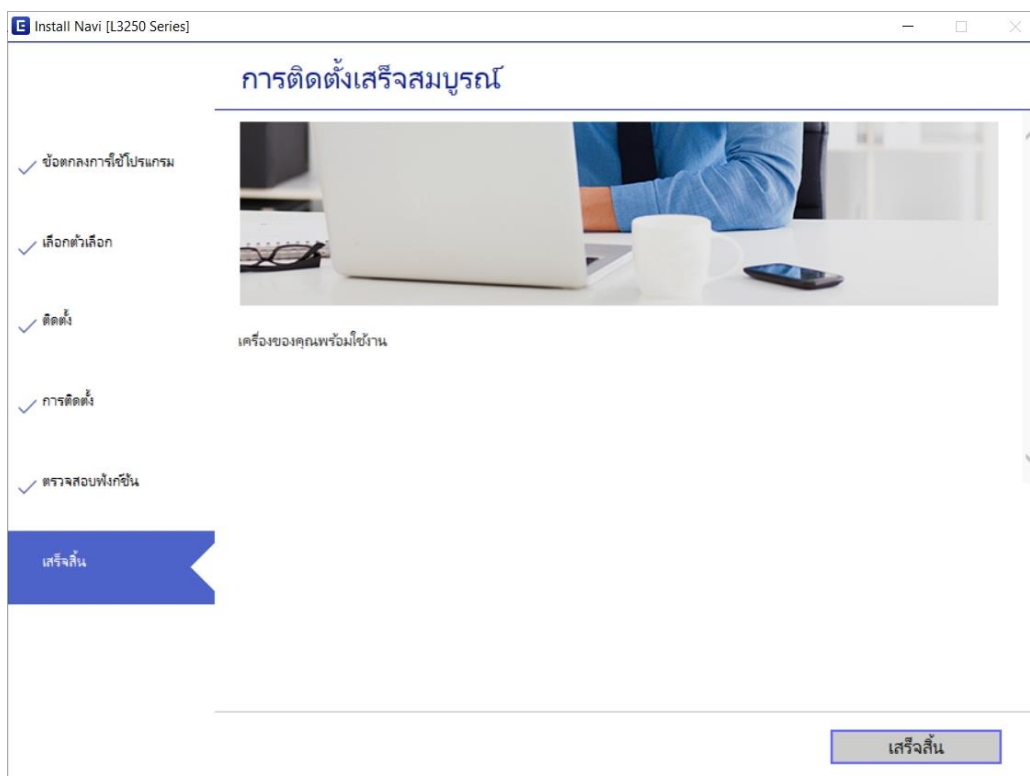 E Install Navi [L3250 Series]
การติดตั้งเสร็จสมบูรณ์
ข้อตกลงการใช้โปรแกรม
เลือกตัวเลือก
ติดตั้ง
การติดตั้ง
ตรวจสอบฟังก์ชัน
เสร็จสิ้น
เครื่องของคุณพร้อมใช้งาน
เสร็จสิ้น